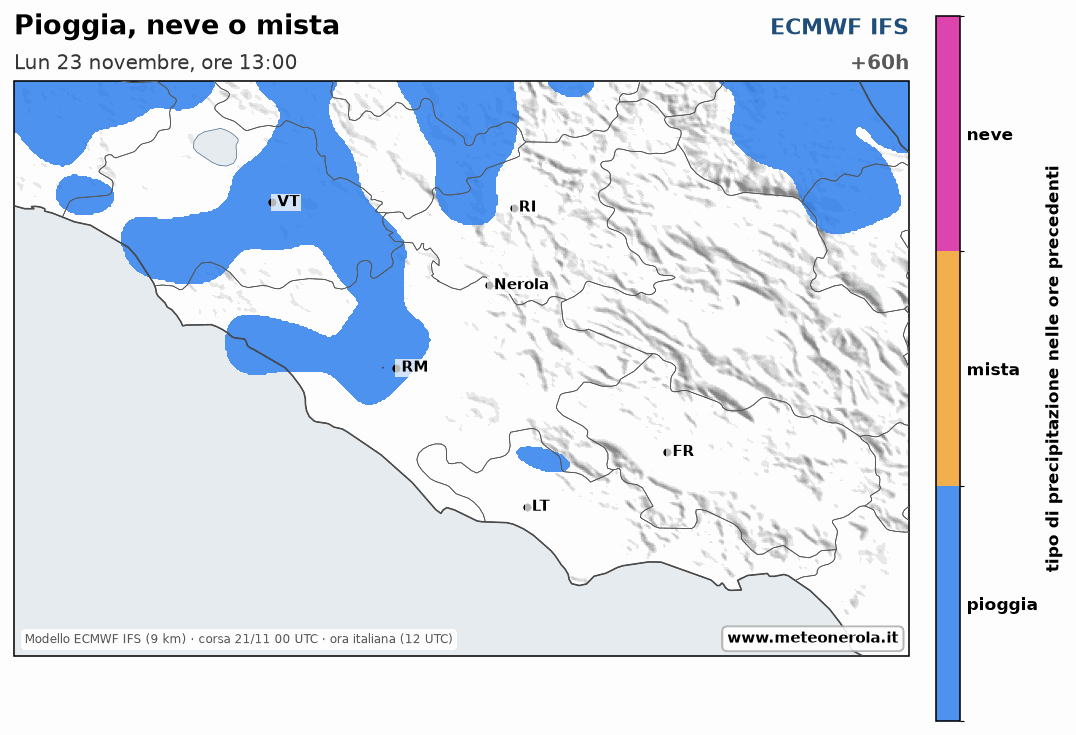 Pioggia, neve o mista
ECMWF IFS
Lun 23 novembre, ore 13:00
+60h
neve
mista
pioggia
tipo di precipitazione nelle ore precedenti
VT
RI
Nerola
RM
FR
LT
Modello ECMWF IFS (9 km) · corsa 21/11 00 UTC · ora italiana (12 UTC)
www.meteonerola.it